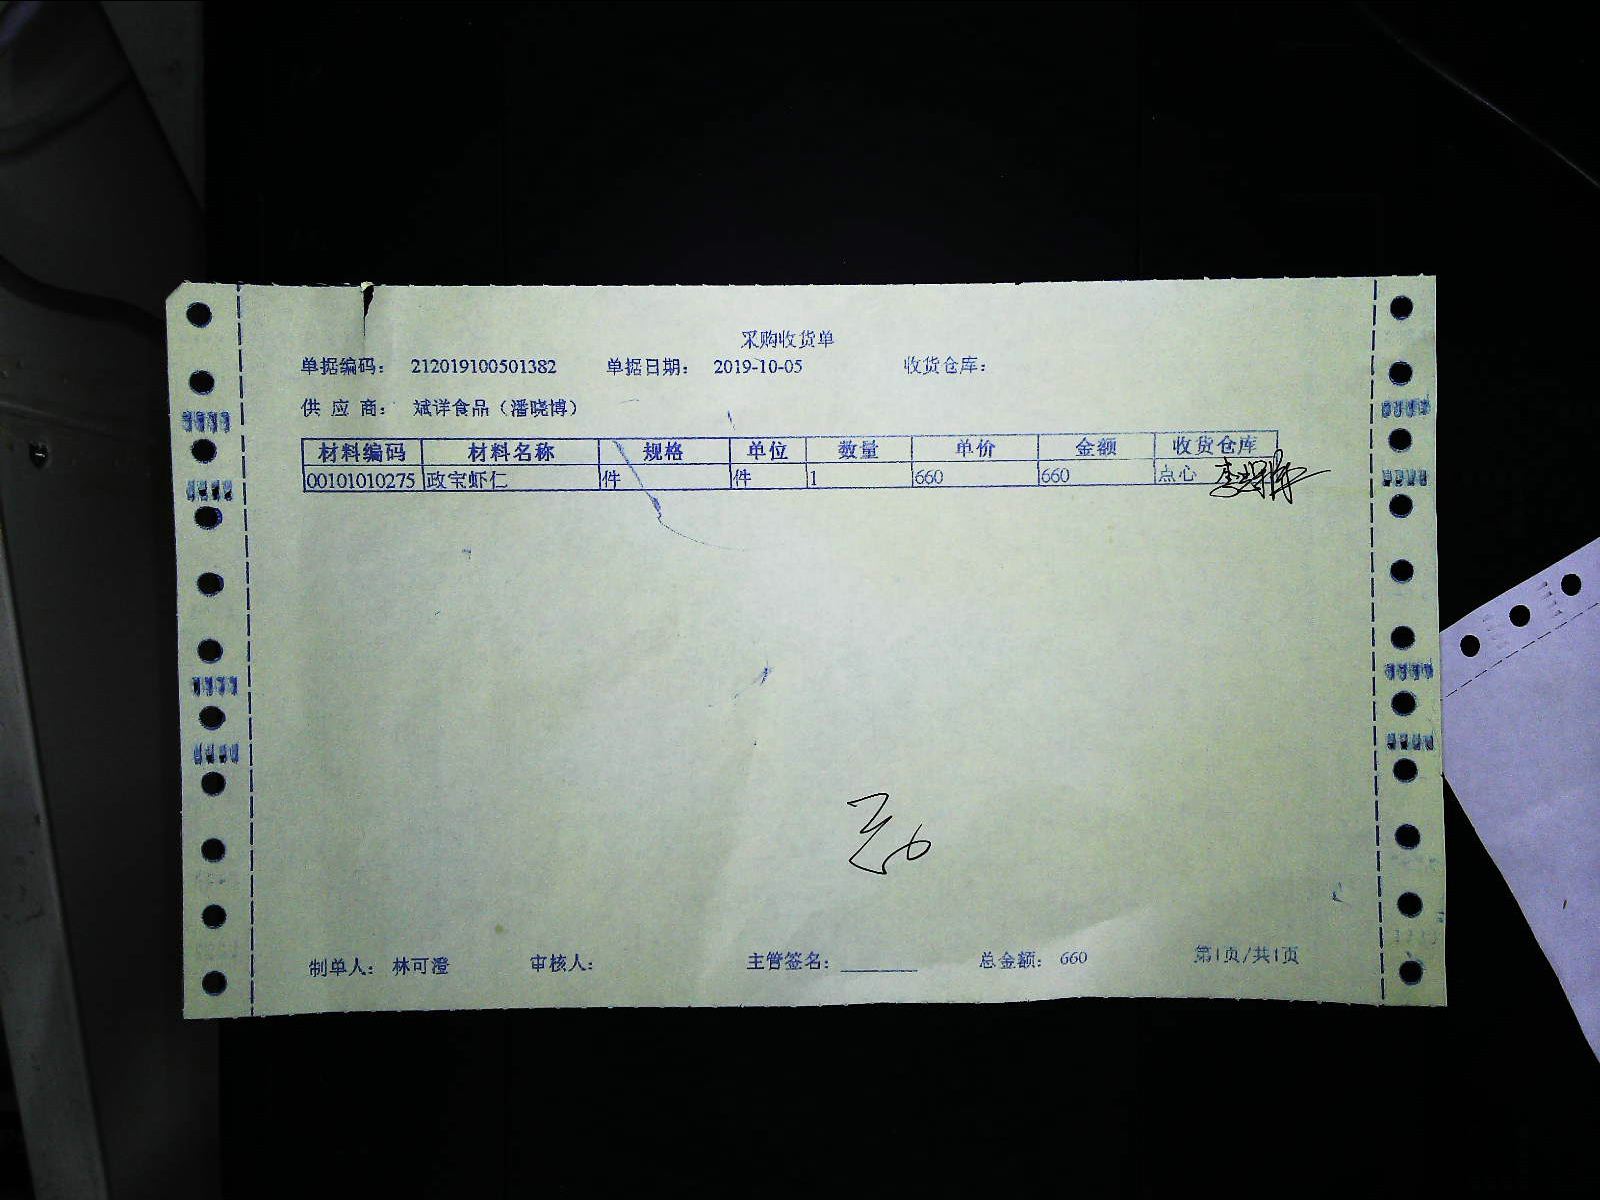 采购收货单
单据编码: 212019100501382 单据日期: 2019-10-05 收货仓库:
供 应 商: 斌洋食品（潘晓博）
材料编码 材料名称 规格 单位 数量 单价 金额 收货仓库
00101010275 政宝虾仁 件 件 1 660 660 点心
制单人: 林可澄 审核人: 主管签名: ________ 总金额: 660 第1页/共1页